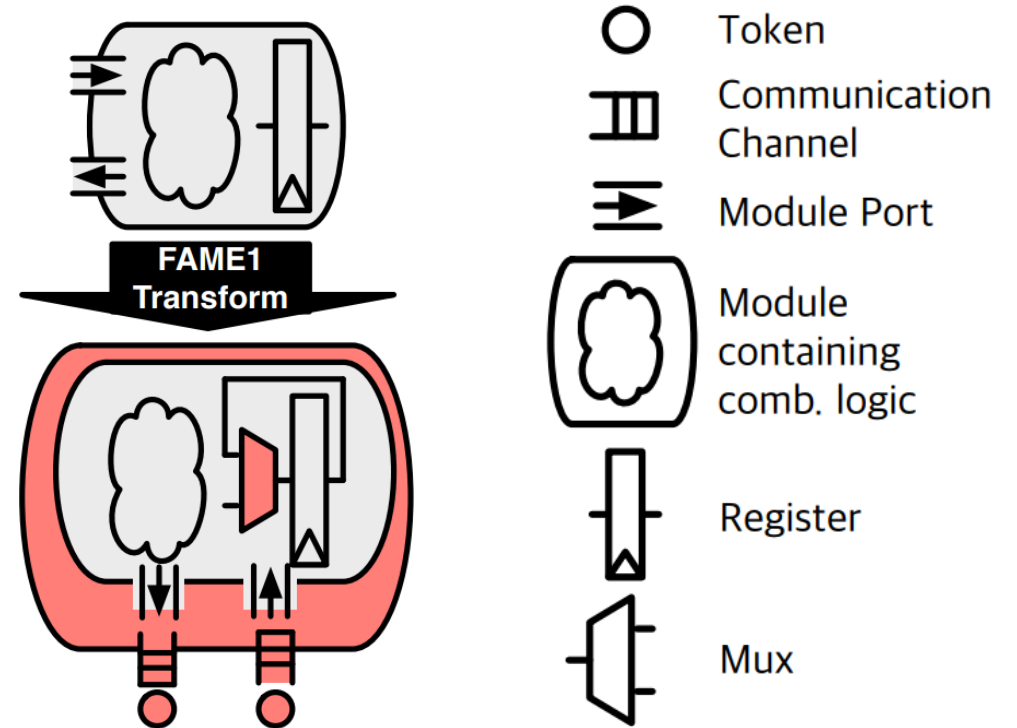 FAME1
Transform
Token
Communication
Channel
Module Port
Module
containing
comb. logic
Register
Mux